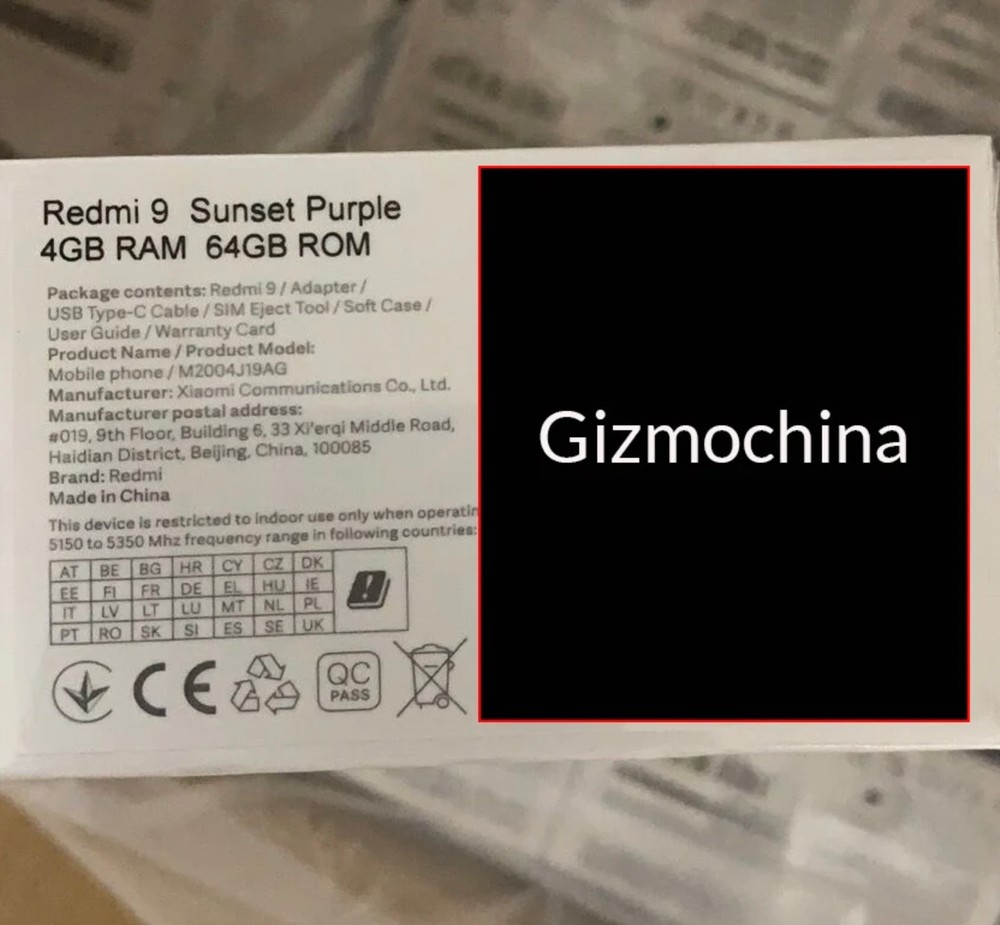 Redmi 9 Sunset Purple
4GB RAM 64GB ROM
Package contents: Redmi 9 / Adapter /
USB Type-C Cable / SIM Eject Tool / Soft Case /
User Guide / Warranty Card
Product Name / Product Model:
Mobile phone / M2004J19AG
Manufacturer: Xiaomi Communications Co., Ltd.
Manufacturer postal address:
#019, 9th Floor, Building 6, 33 Xi'erqi Middle Road,
Haidian District, Beijing, China, 100085
Brand: Redmi
Made in China
This device is restricted to indoor use only when operatin
5150 to 5350 Mhz frequency range in following countries:
AT BE BG HR CY CZ DK
EE FI FR DE EL HU IE
IT LV LT LU MT NL PL
PT RO SK SI ES SE UK
CE
QC
PASS
Gizmochina